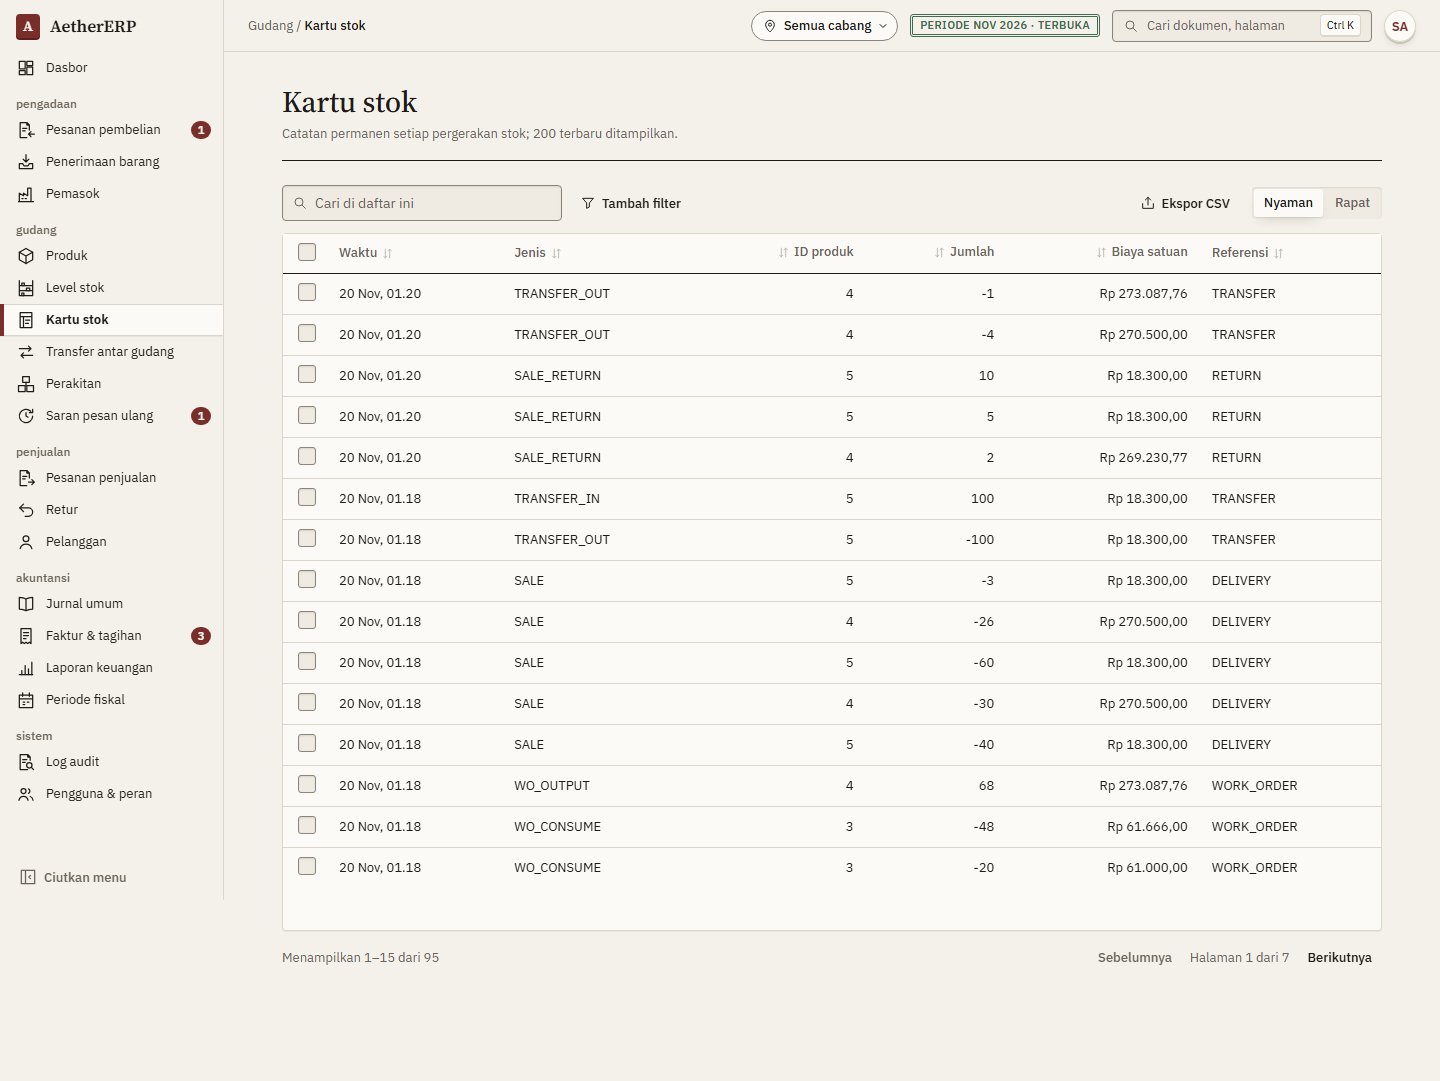 A AetherERP
Gudang / Kartu stok
Semua cabang
PERIODE NOV 2026 · TERBUKA
Cari dokumen, halaman
Ctrl K
SA
Dasbor
pengadaan
Pesanan pembelian 1
Penerimaan barang
Pemasok
gudang
Produk
Level stok
Kartu stok
Transfer antar gudang
Perakitan
Saran pesan ulang 1
penjualan
Pesanan penjualan
Retur
Pelanggan
akuntansi
Jurnal umum
Faktur & tagihan 3
Laporan keuangan
Periode fiskal
sistem
Log audit
Pengguna & peran
Ciutkan menu
Kartu stok
Catatan permanen setiap pergerakan stok; 200 terbaru ditampilkan.
Cari di daftar ini
Tambah filter
Ekspor CSV
Nyaman Rapat
Waktu Jenis ID produk Jumlah Biaya satuan Referensi
20 Nov, 01.20 TRANSFER_OUT 4 -1 Rp 273.087,76 TRANSFER
20 Nov, 01.20 TRANSFER_OUT 4 -4 Rp 270.500,00 TRANSFER
20 Nov, 01.20 SALE_RETURN 5 10 Rp 18.300,00 RETURN
20 Nov, 01.20 SALE_RETURN 5 5 Rp 18.300,00 RETURN
20 Nov, 01.20 SALE_RETURN 4 2 Rp 269.230,77 RETURN
20 Nov, 01.18 TRANSFER_IN 5 100 Rp 18.300,00 TRANSFER
20 Nov, 01.18 TRANSFER_OUT 5 -100 Rp 18.300,00 TRANSFER
20 Nov, 01.18 SALE 5 -3 Rp 18.300,00 DELIVERY
20 Nov, 01.18 SALE 4 -26 Rp 270.500,00 DELIVERY
20 Nov, 01.18 SALE 5 -60 Rp 18.300,00 DELIVERY
20 Nov, 01.18 SALE 4 -30 Rp 270.500,00 DELIVERY
20 Nov, 01.18 SALE 5 -40 Rp 18.300,00 DELIVERY
20 Nov, 01.18 WO_OUTPUT 4 68 Rp 273.087,76 WORK_ORDER
20 Nov, 01.18 WO_CONSUME 3 -48 Rp 61.666,00 WORK_ORDER
20 Nov, 01.18 WO_CONSUME 3 -20 Rp 61.000,00 WORK_ORDER
Menampilkan 1–15 dari 95
Sebelumnya Halaman 1 dari 7 Berikutnya